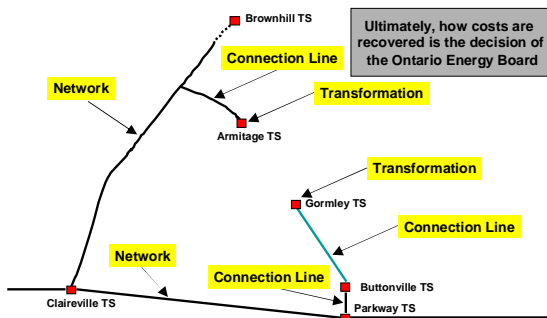 Brownhill TS
Ultimately, how costs are
recovered is the decision of
the Ontario Energy Board
Connection Line
Network
Transformation
Armitage TS
Transformation
Gormley TS
Connection Line
Network
Connection Line
Buttonville TS
Claireville TS
Parkway TS